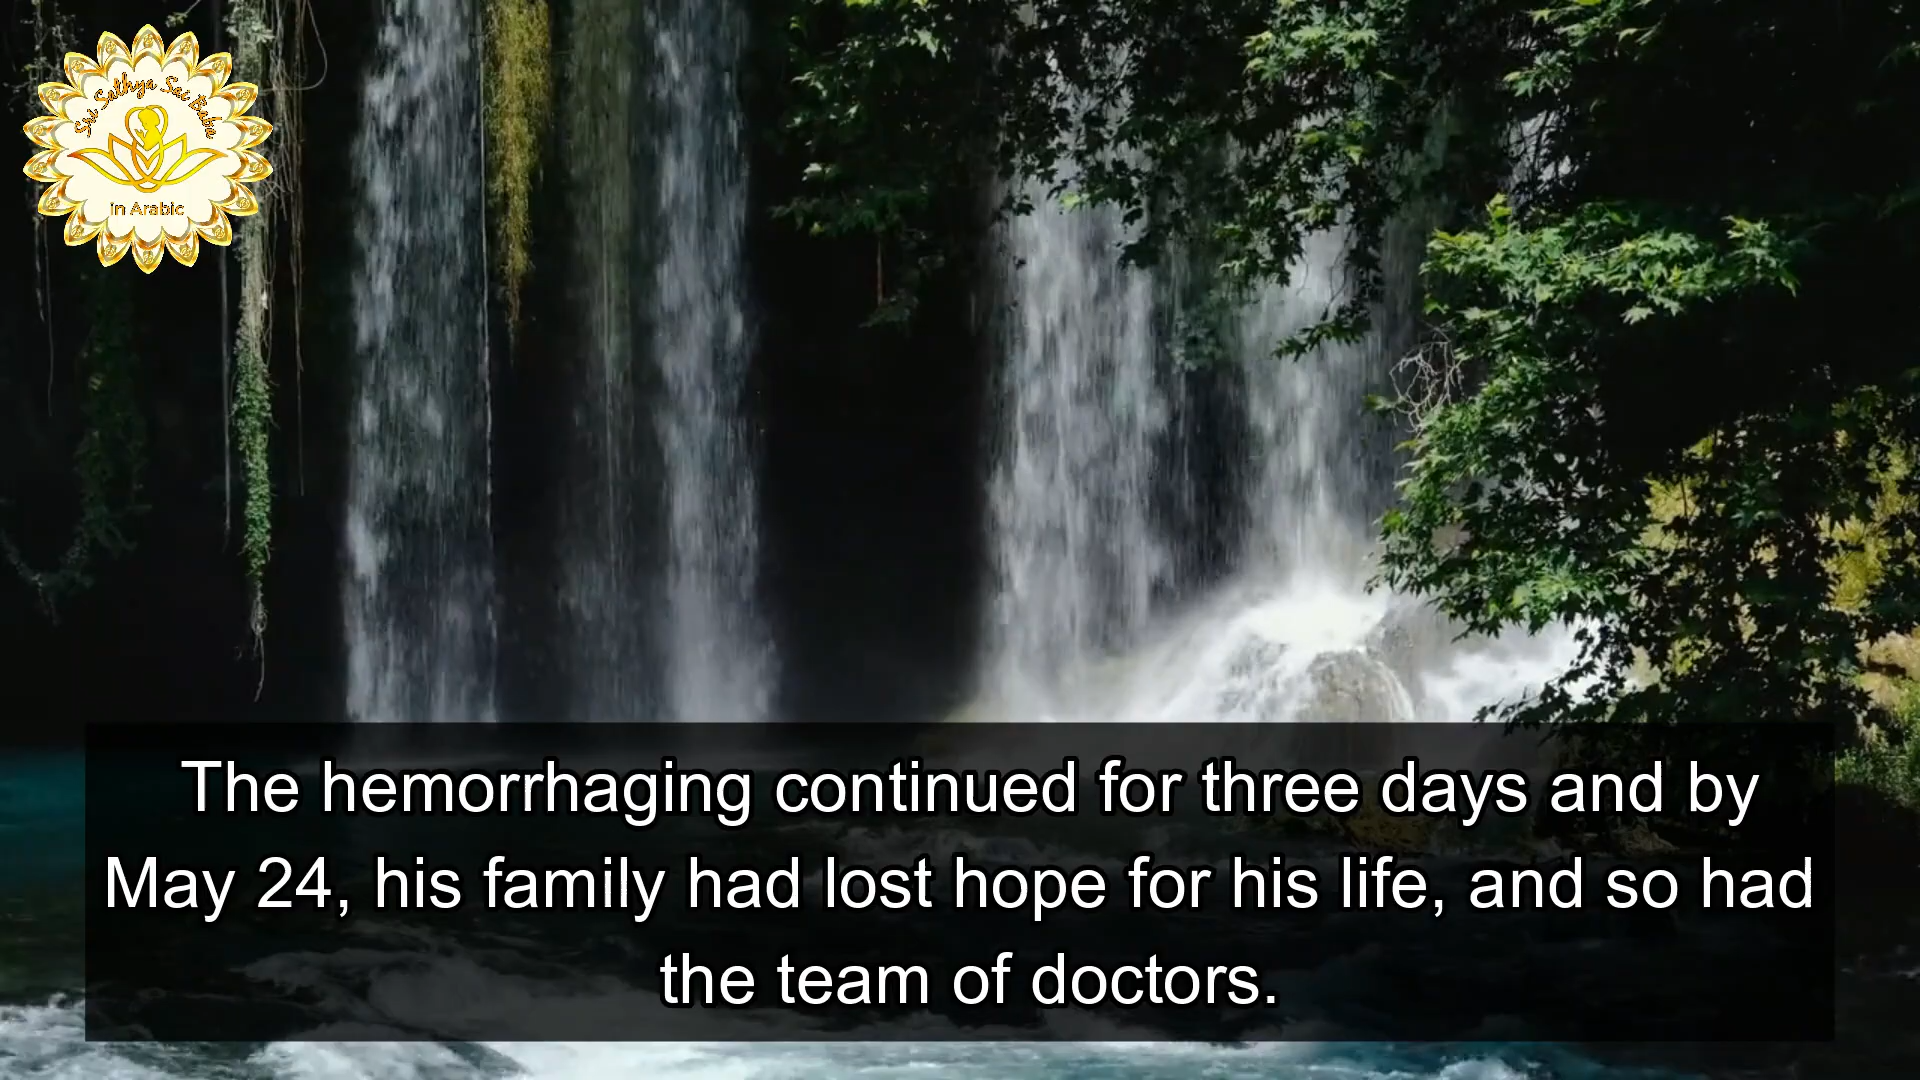 Sri Sathya Sai Baba
in Arabic
The hemorrhaging continued for three days and by
May 24, his family had lost hope for his life, and so had
the team of doctors.